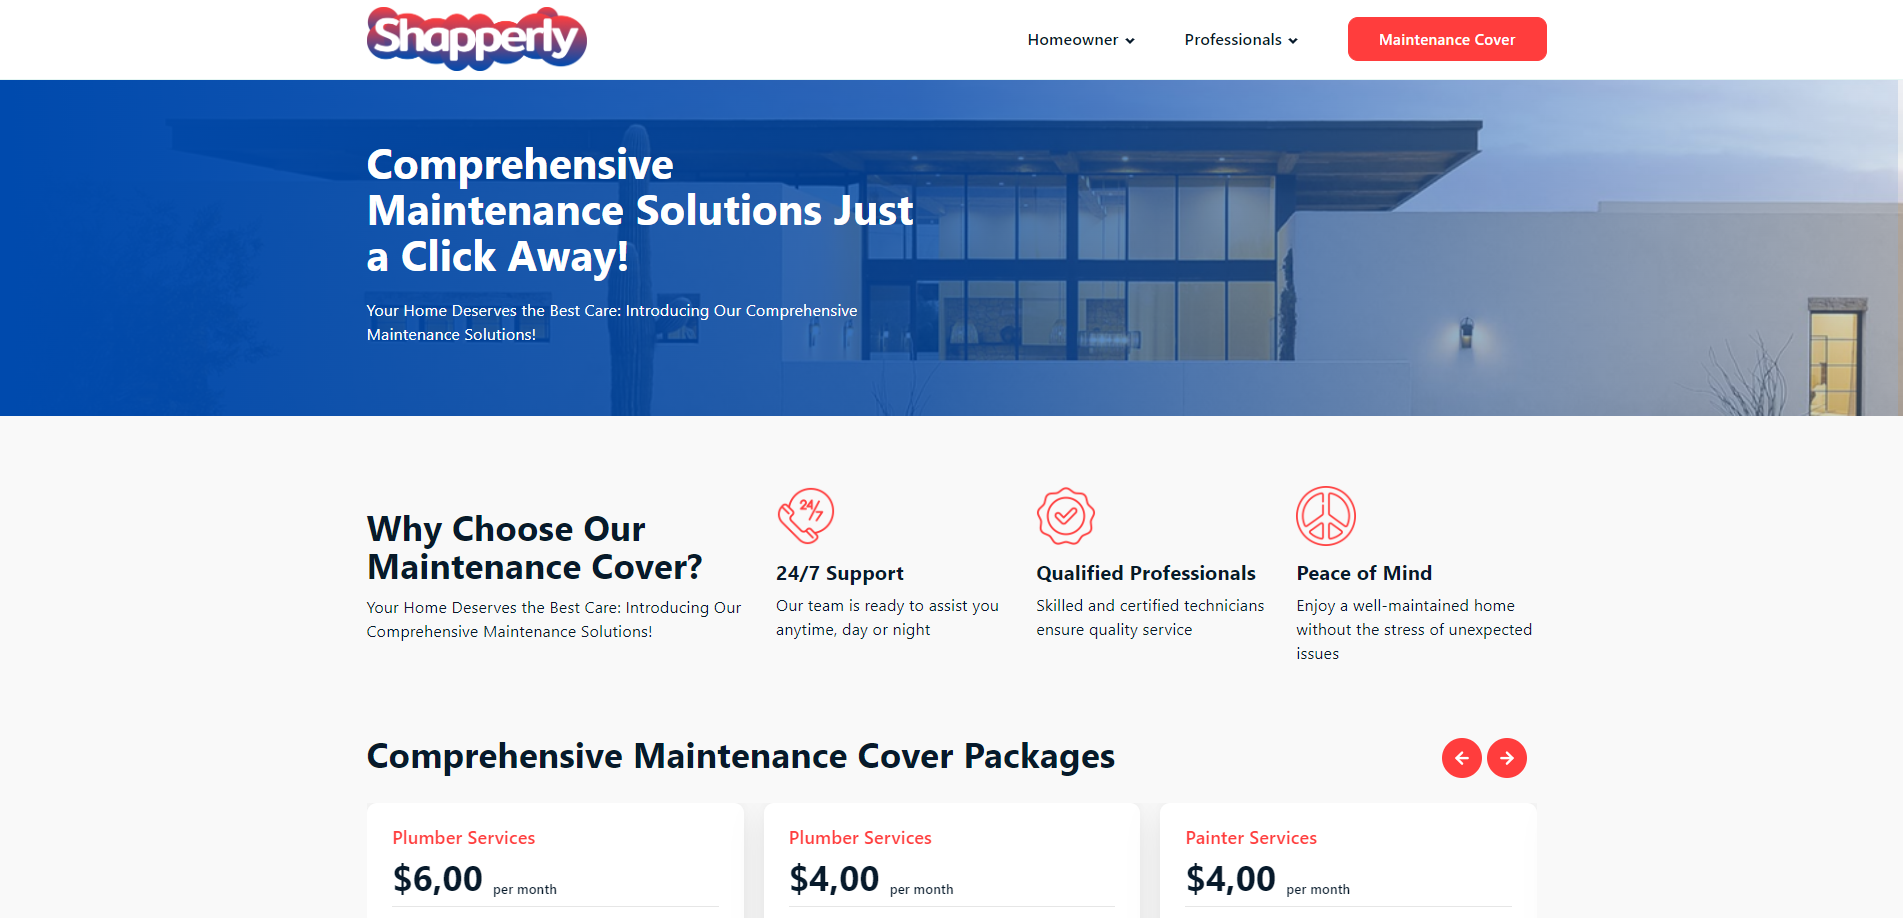 Shapperly
Homeowner
Professionals
Maintenance Cover
Comprehensive
Maintenance Solutions Just
a Click Away!
Your Home Deserves the Best Care: Introducing Our Comprehensive
Maintenance Solutions!
Why Choose Our
Maintenance Cover?
Your Home Deserves the Best Care: Introducing Our
Comprehensive Maintenance Solutions!
24/7
24/7 Support
Our team is ready to assist you
anytime, day or night
Qualified Professionals
Skilled and certified technicians
ensure quality service
Peace of Mind
Enjoy a well-maintained home
without the stress of unexpected
issues
Comprehensive Maintenance Cover Packages
Plumber Services
$6,00 per month
Plumber Services
$4,00 per month
Painter Services
$4,00 per month